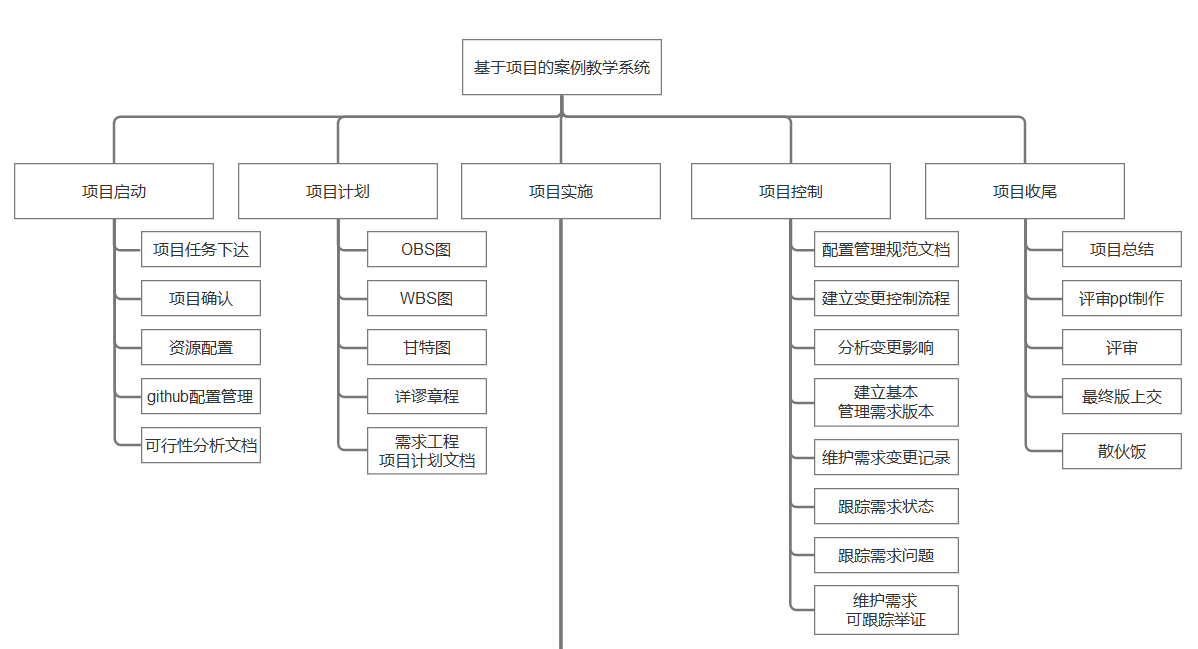 基于项目的案例教学系统
项目启动
项目任务下达
项目确认
资源配置
github配置管理
可行性分析文档
项目计划
OBS图
WBS图
甘特图
详谬章程
需求工程
项目计划文档
项目实施
项目控制
配置管理规范文档
建立变更控制流程
分析变更影响
建立基本
管理需求版本
维护需求变更记录
跟踪需求状态
跟踪需求问题
维护需求
可跟踪举证
项目收尾
项目总结
评审ppt制作
评审
最终版上交
散伙饭